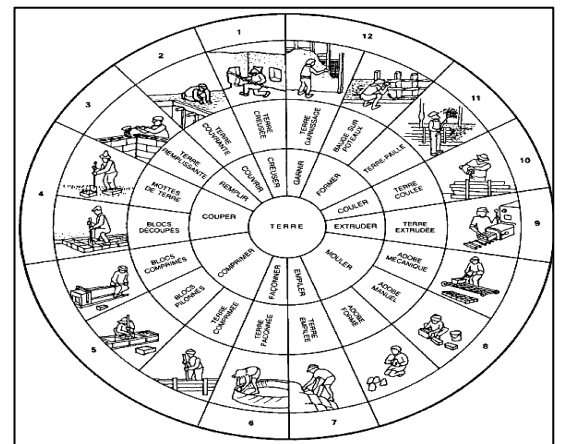 1
2
3
4
5
6
7
8
9
10
11
12
TERRE
CREUSÉE
TERRE
COUVRANTE
TERRE
REMPLISSANTE
MOTTES
DE TERRE
BLOCS
DÉCOUPÉS
BLOCS
COMPRIMÉS
BLOCS
PILONNÉS
TERRE
COMPRIMÉE
TERRE
FAÇONNÉE
TERRE
EMPILÉE
ADOBE
FORMÉ
ADOBE
MANUEL
ADOBE
MÉCANIQUE
TERRE
EXTRUDÉE
TERRE
COULÉE
TERRE-PAILLE
BAUGE SUR
POTEAUX
TERRE
GARNISSAGE
CREUSER
COUVRIR
REMPLIR
COUPER
COMPRIMER
FAÇONNER
EMPILER
MOULER
EXTRUDER
COULER
FORMER
GARNIR
TERRE